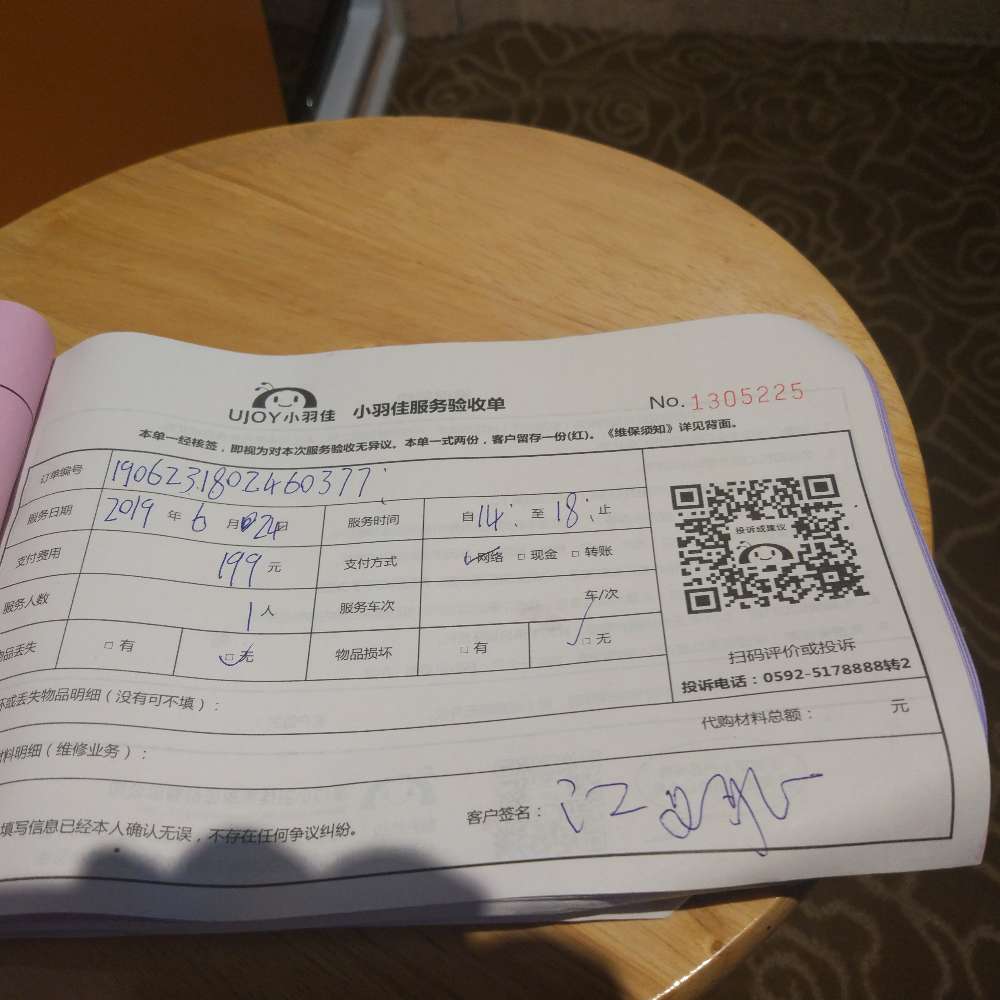 UJOY小羽佳 小羽佳服务验收单 No. 1305225
本单一经核签，即视为对本次服务验收无异议。本单一式两份，客户留存一份(红)。《维保须知》详见背面。
订单编号 1906231802460377
服务日期 2019 年 6 月 24 日 服务时间 自 14: 至 18: 止
支付费用 199 元 支付方式 网络 □ 现金 □ 转账
服务人数 1 人 服务车次 车/次
品丢失 □ 有 □ 无 物品损坏 □ 有 □ 无
投诉或建议
扫码评价或投诉
投诉电话：0592-5178888转2
坏或丢失物品明细（没有可不填）：
代购材料总额： 元
材料明细（维修业务）：
填写信息已经本人确认无误，不存在任何争议纠纷。
客户签名：